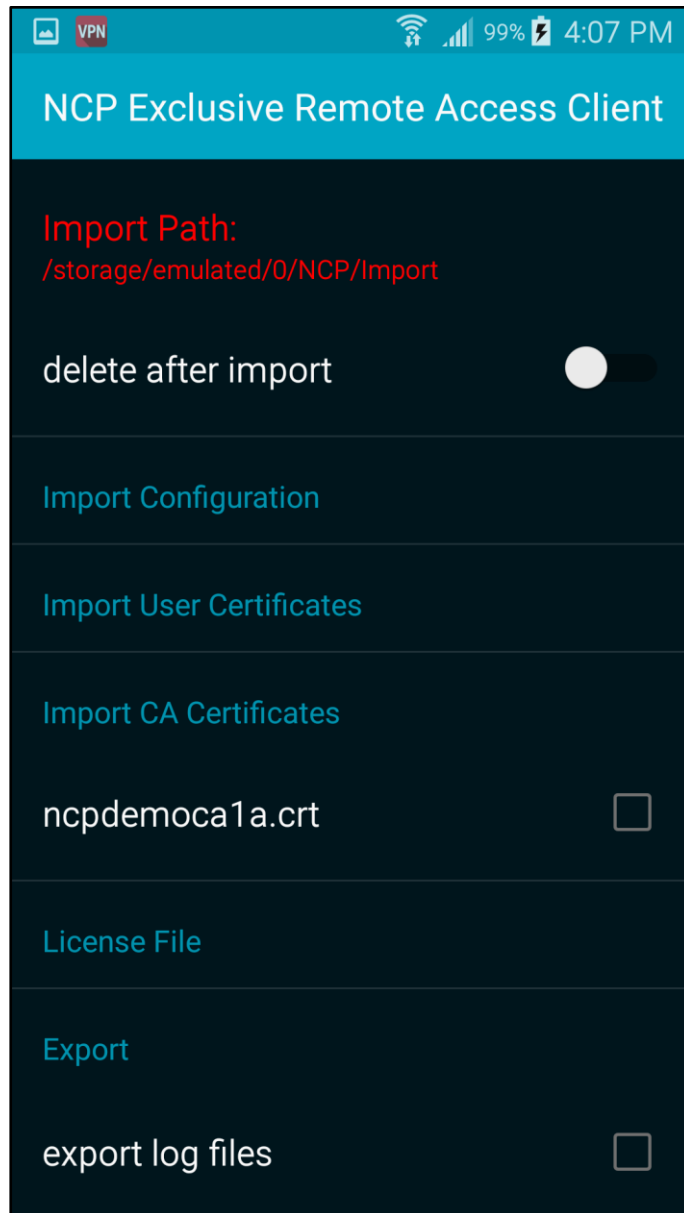 VPN 99% 4:07 PM
NCP Exclusive Remote Access Client
Import Path:
/storage/emulated/0/NCP/Import
delete after import
Import Configuration
Import User Certificates
Import CA Certificates
ncpdemoca1a.crt
License File
Export
export log files